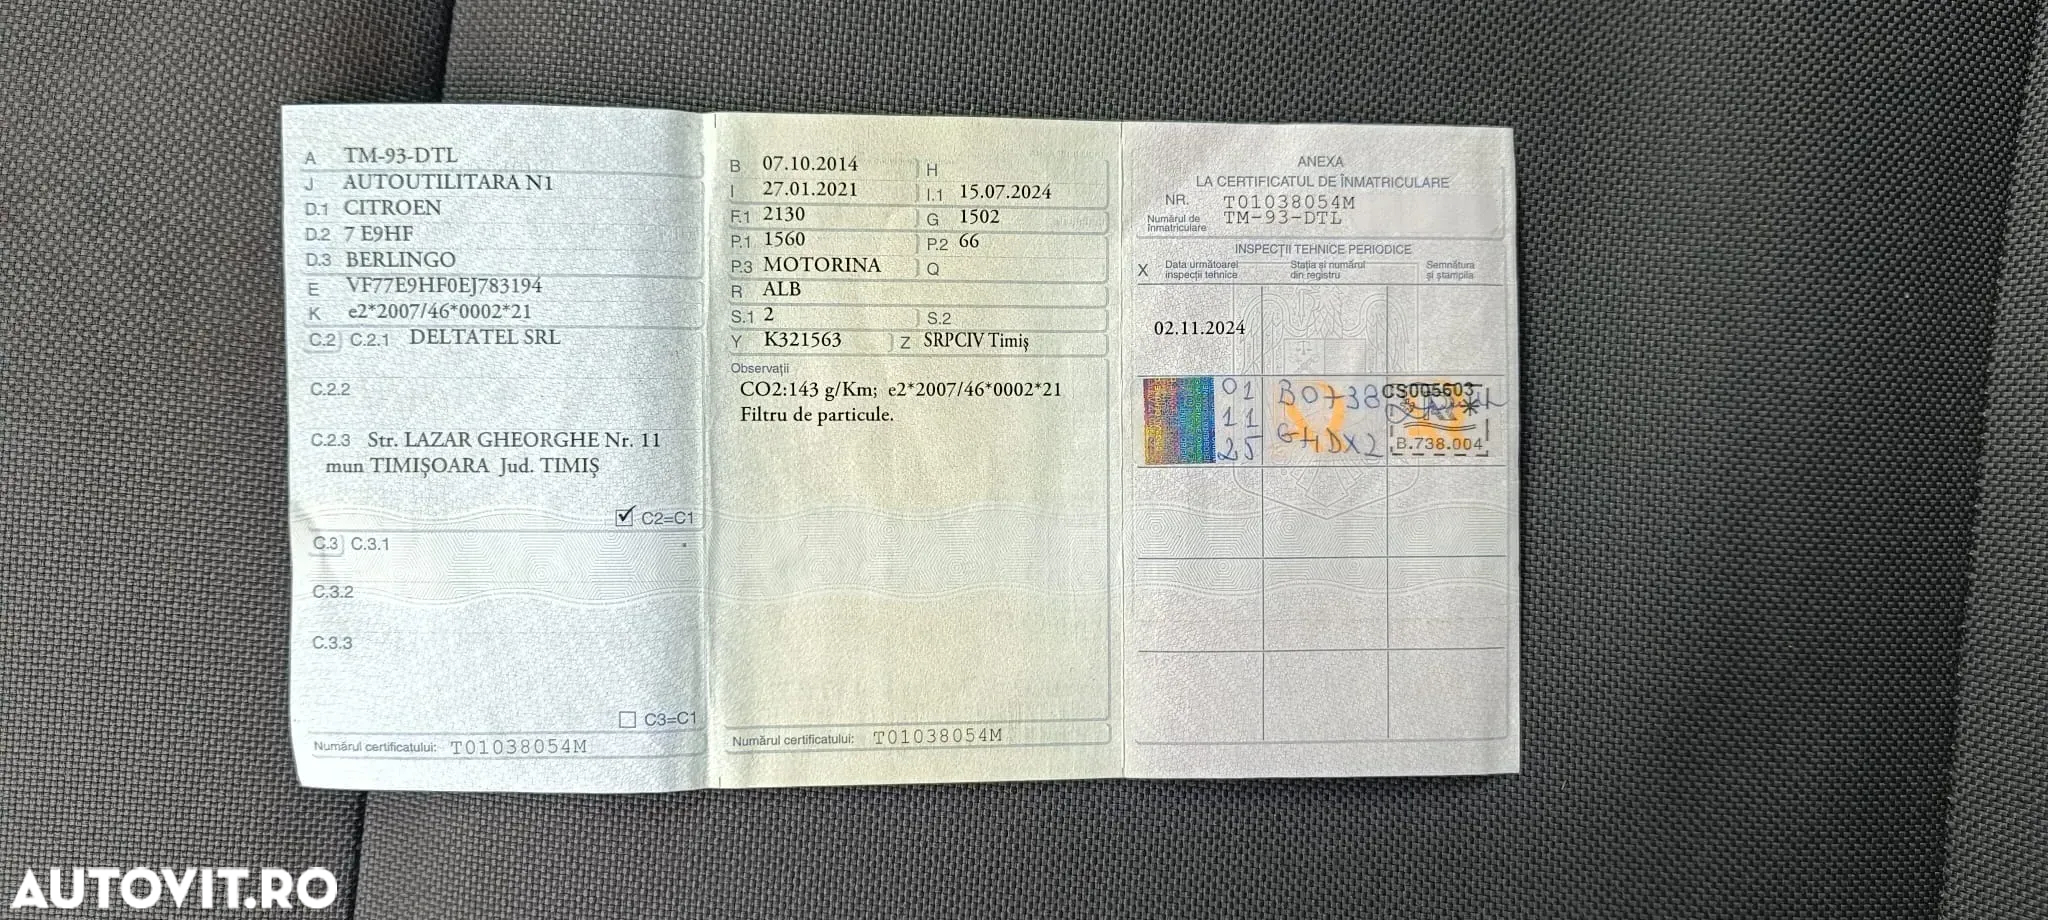 A TM-93-DTL
J AUTOUTILITARA N1
D.1 CITROEN
D.2 7 E9HF
D.3 BERLINGO
E VF77E9HF0EJ783194
K e2*2007/46*0002*21
C.2 C.2.1 DELTATEL SRL
C.2.2
C.2.3 Str. LAZAR GHEORGHE Nr. 11
mun TIMIŞOARA Jud. TIMIŞ
C2=C1
C.3 C.3.1
C.3.2
C.3.3
C3=C1
Numărul certificatului: T01038054M
B 07.10.2014 H
I 27.01.2021 I.1 15.07.2024
F.1 2130 G 1502
P.1 1560 P.2 66
P.3 MOTORINA Q
R ALB
S.1 2 S.2
Y K321563 Z SRPCIV Timiş
Observaţii
CO2:143 g/Km; e2*2007/46*0002*21
Filtru de particule.
Numărul certificatului: T01038054M
ANEXA
LA CERTIFICATUL DE ÎNMATRICULARE
NR. T01038054M
Numărul de înmatriculare TM-93-DTL
INSPECŢII TEHNICE PERIODICE
X Data următoarei inspecţii tehnice Staţia şi numărul din registru Semnătura şi ştampila
02.11.2024
01 B0738 CS005603
11
25 G4DX2 B.738.004
AUTOVIT.RO